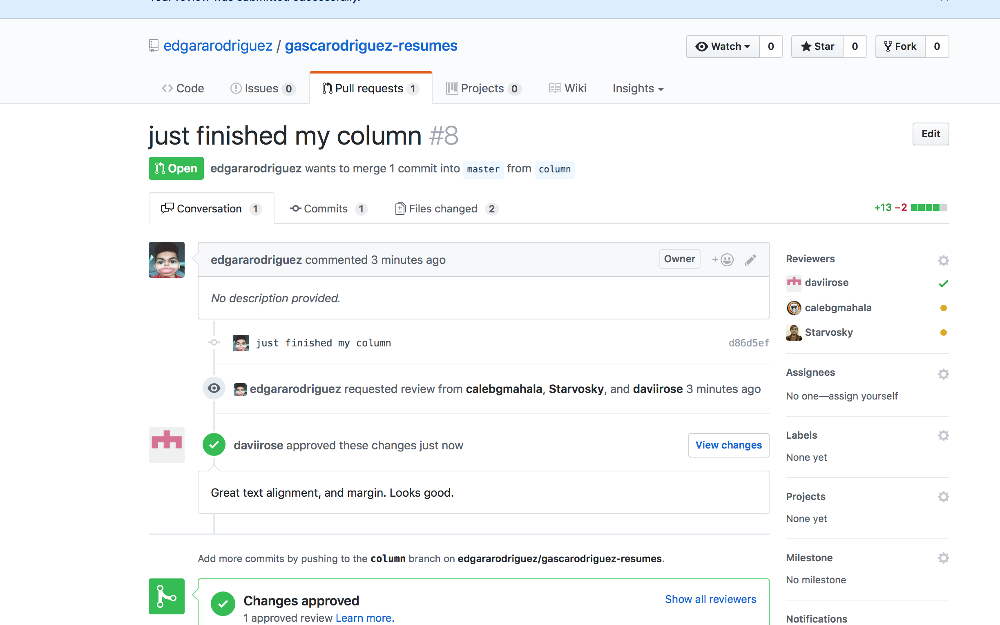 Your review was submitted successfully.
edgararodriguez / gascarodriguez-resumes
Watch 0 Star 0 Fork 0
Code Issues 0 Pull requests 1 Projects 0 Wiki Insights
just finished my column #8 Edit
Open edgararodriguez wants to merge 1 commit into master from column
Conversation 1 Commits 1 Files changed 2 +13 −2
edgararodriguez commented 3 minutes ago Owner +
No description provided.
just finished my column d86d5ef
edgararodriguez requested review from calebgmahala, Starvosky, and daviirose 3 minutes ago
daviirose approved these changes just now View changes
Great text alignment, and margin. Looks good.
Add more commits by pushing to the column branch on edgararodriguez/gascarodriguez-resumes.
Changes approved Show all reviewers
1 approved review Learn more.
Reviewers
daviirose
calebgmahala
Starvosky
Assignees
No one—assign yourself
Labels
None yet
Projects
None yet
Milestone
No milestone
Notifications